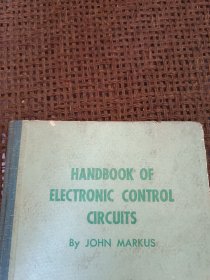 HANDBOOK OF
ELECTRONIC CONTROL
CIRCUITS
By JOHN MARKUS